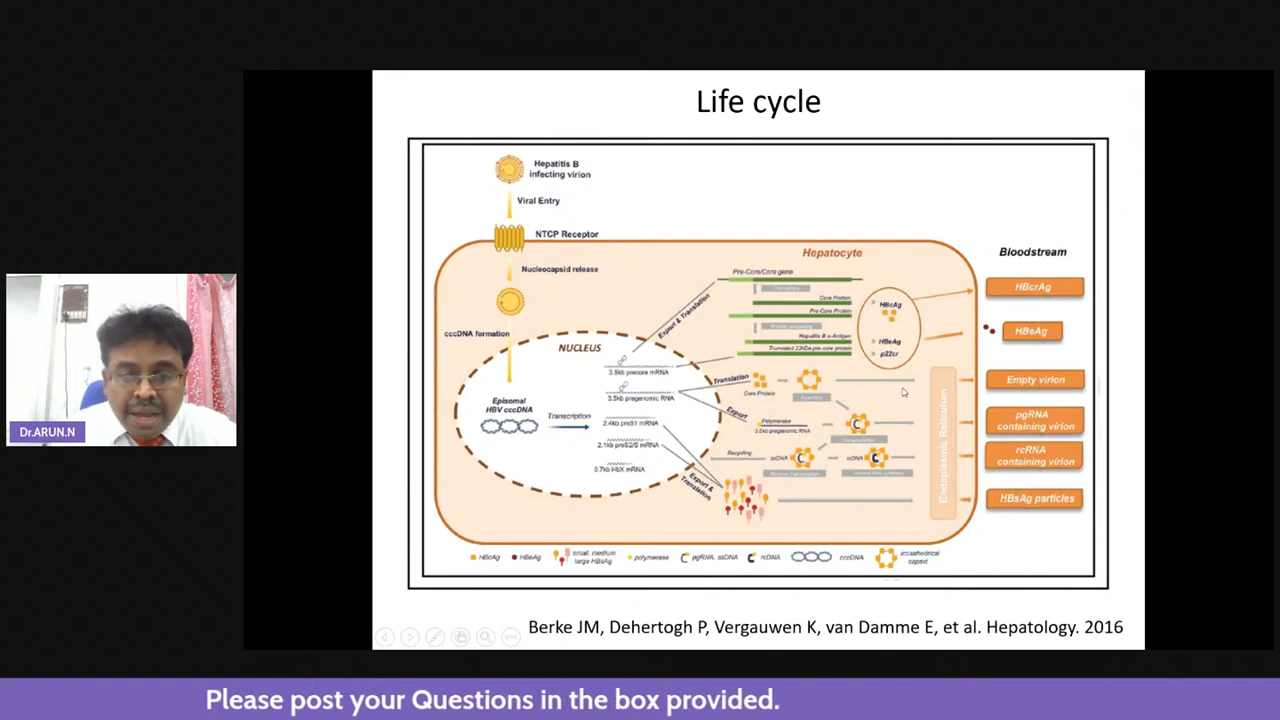 Life cycle
Hepatitis B
infecting virion
Viral Entry
NTCP Receptor
Nucleocapsid release
cccDNA formation
NUCLEUS
Episomal
HBV cccDNA
Transcription
3.5kb precore mRNA
3.5kb pregenomic RNA
2.4kb preS1 mRNA
2.1kb preS2/S mRNA
0.7kb HbX mRNA
Export & Translation
Hepatocyte
Pre-Core/Core gene
Core Protein
Pre-Core Protein
Hepatitis B e-Antigen
Truncated 22kDa pre-core protein
HBcAg
HBeAg
p22cr
Translation
Core Protein
Export
Polymerase
3.5kb pregenomic RNA
Recycling
ssDNA
rcDNA
Export &
Translation
Endoplasmic Reticulum
Bloodstream
HBcrAg
HBeAg
Empty virion
pgRNA
containing virion
rcRNA
containing virion
HBsAg particles
HBcAg
HBeAg
small, medium
large HBsAg
polymerase
pgRNA, ssDNA
rcDNA
cccDNA
icosahedrical
capsid
Berke JM, Dehertogh P, Vergauwen K, van Damme E, et al. Hepatology. 2016
Dr.ARUN.N
Please post your Questions in the box provided.